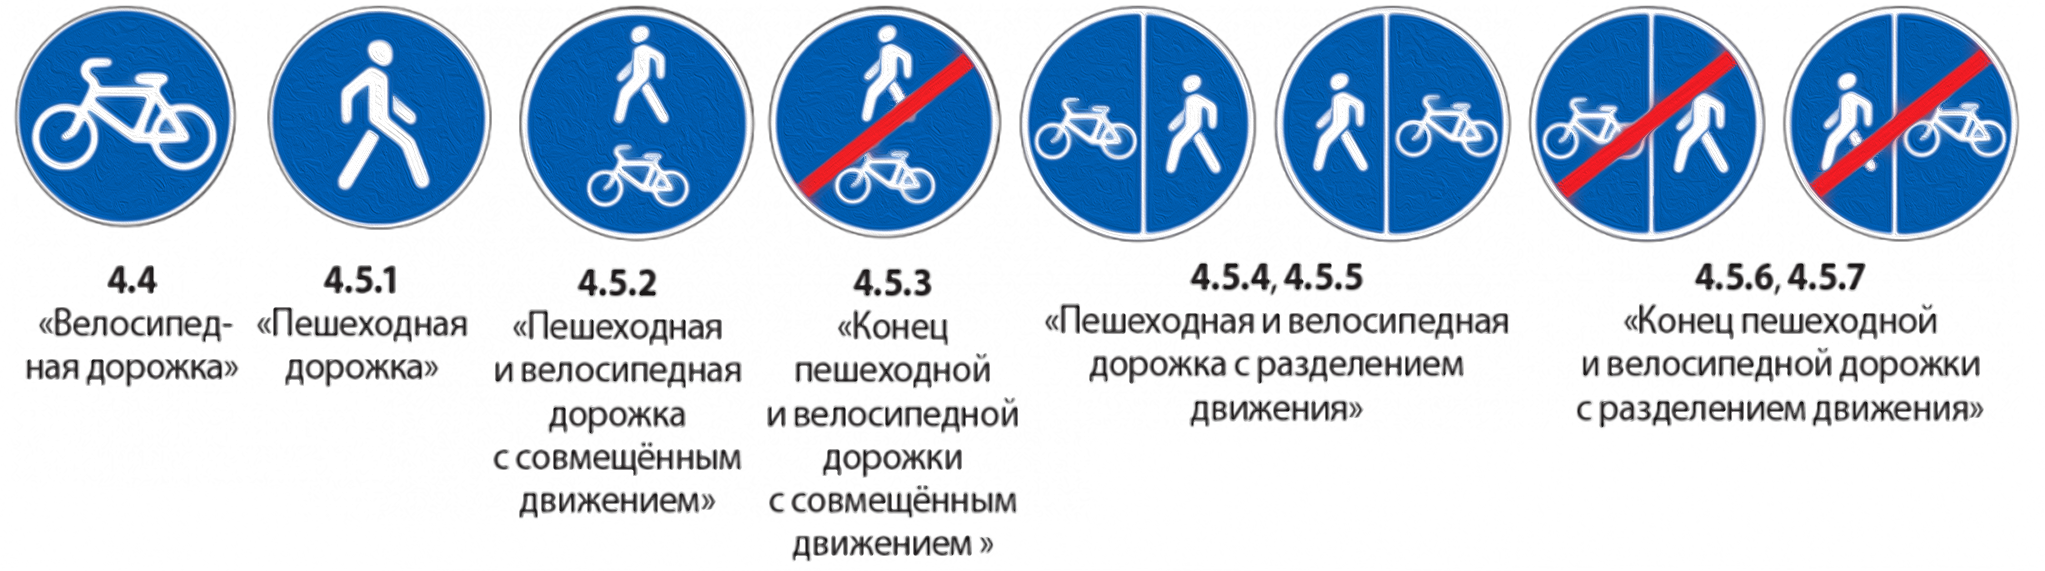 4.4
«Велосипед-
ная дорожка»
4.5.1
«Пешеходная
дорожка»
4.5.2
«Пешеходная
и велосипедная
дорожка
с совмещённым
движением»
4.5.3
«Конец
пешеходной
и велосипедной
дорожки
с совмещённым
движением »
4.5.4, 4.5.5
«Пешеходная и велосипедная
дорожка с разделением
движения»
4.5.6, 4.5.7
«Конец пешеходной
и велосипедной дорожки
с разделением движения»